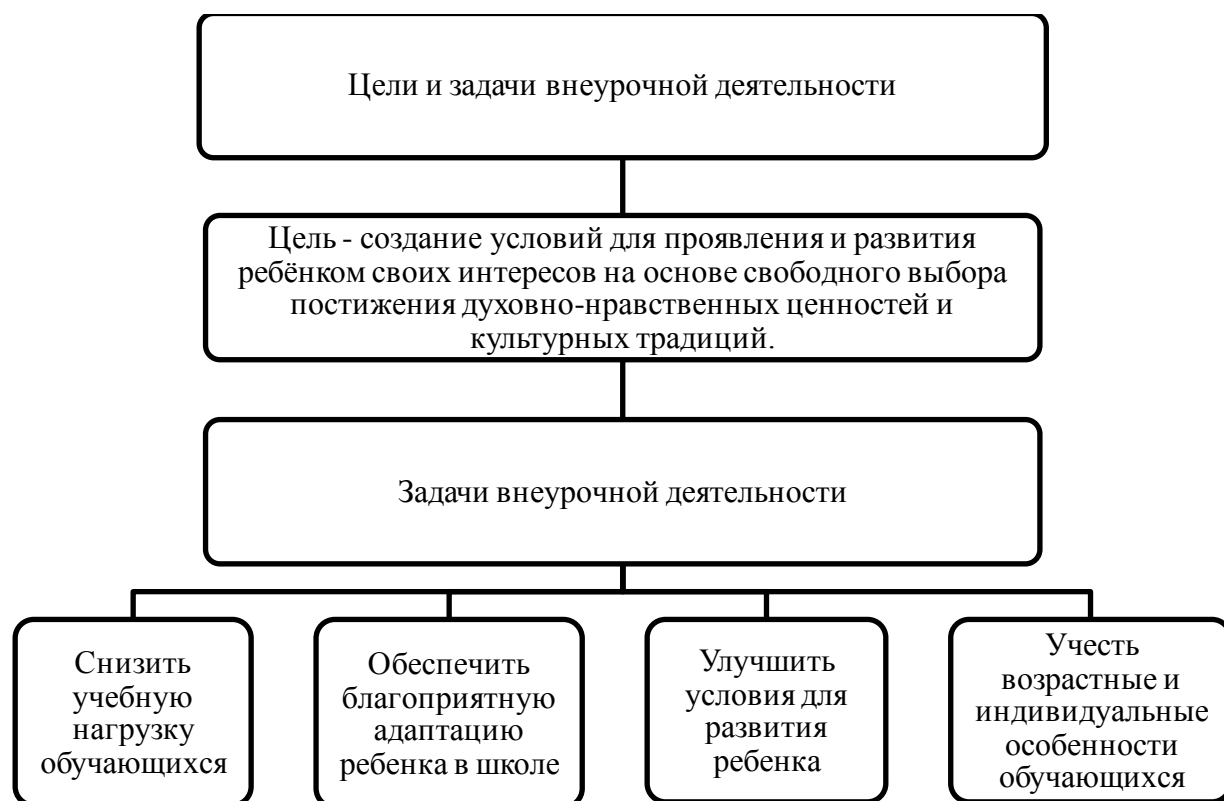 Цели и задачи внеурочной деятельности
Цель - создание условий для проявления и развития
ребёнком своих интересов на основе свободного выбора
постижения духовно-нравственных ценностей и
культурных традиций.
Задачи внеурочной деятельности
Снизить
учебную
нагрузку
обучающихся
Обеспечить
благоприятную
адаптацию
ребенка в школе
Улучшить
условия для
развития
ребенка
Учесть
возрастные и
индивидуальные
особенности
обучающихся